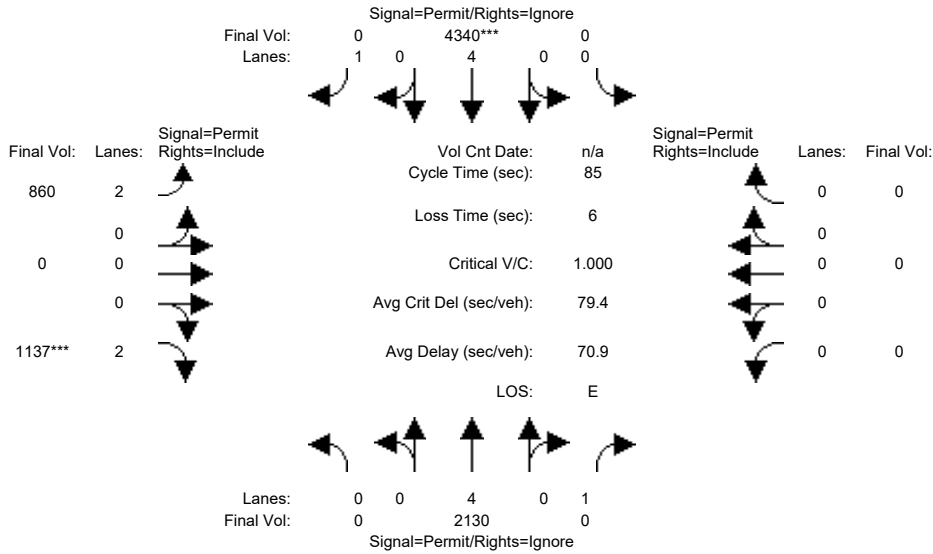 Signal=Permit/Rights=Ignore
Final Vol: 0 4340*** 0
Lanes: 1 0 4 0 0
Signal=Permit Signal=Permit
Final Vol: Lanes: Rights=Include Vol Cnt Date: n/a Rights=Include Lanes: Final Vol:
Cycle Time (sec): 85
860 2 0 0
Loss Time (sec): 6
0 0
0 0 Critical V/C: 1.000 0 0
0 Avg Crit Del (sec/veh): 79.4 0
1137*** 2 Avg Delay (sec/veh): 70.9 0 0
LOS: E
Lanes: 0 0 4 0 1
Final Vol: 0 2130 0
Signal=Permit/Rights=Ignore